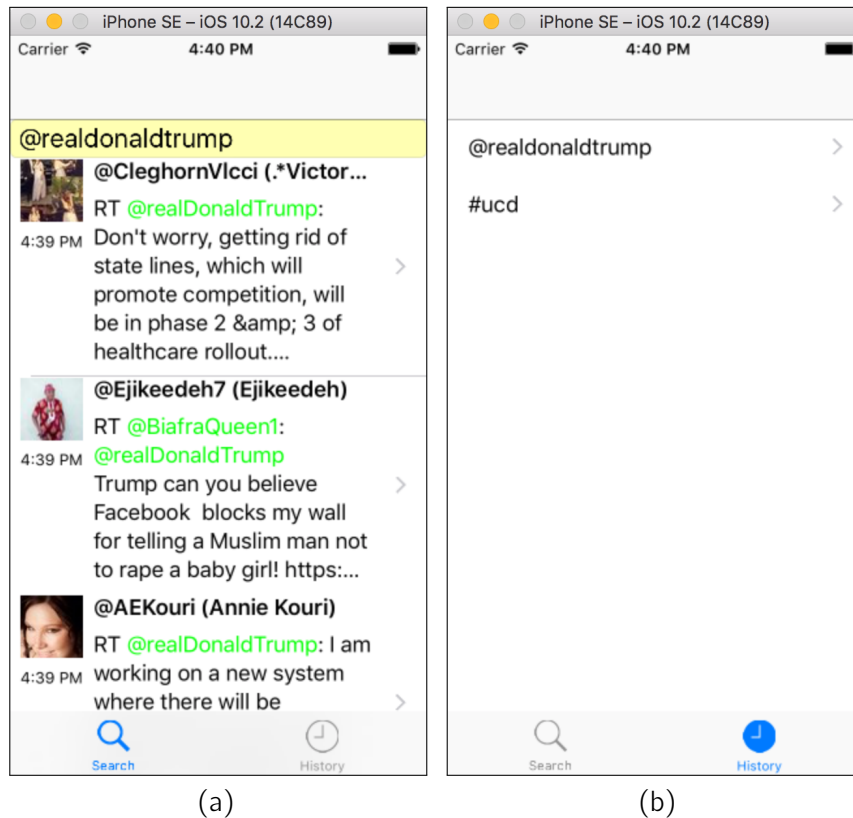 iPhone SE – iOS 10.2 (14C89)
Carrier 4:40 PM
@realdonaldtrump
@CleghornVlcci (.*Victor...
RT @realDonaldTrump:
4:39 PM Don't worry, getting rid of
state lines, which will
promote competition, will
be in phase 2 &amp; 3 of
healthcare rollout....
@Ejikeedeh7 (Ejikeedeh)
RT @BiafraQueen1:
4:39 PM @realDonaldTrump
Trump can you believe
Facebook  blocks my wall
for telling a Muslim man not
to rape a baby girl! https:...
@AEKouri (Annie Kouri)
RT @realDonaldTrump: I am
4:39 PM working on a new system
where there will be
Search History
(a)
iPhone SE – iOS 10.2 (14C89)
Carrier 4:40 PM
@realdonaldtrump
#ucd
Search History
(b)